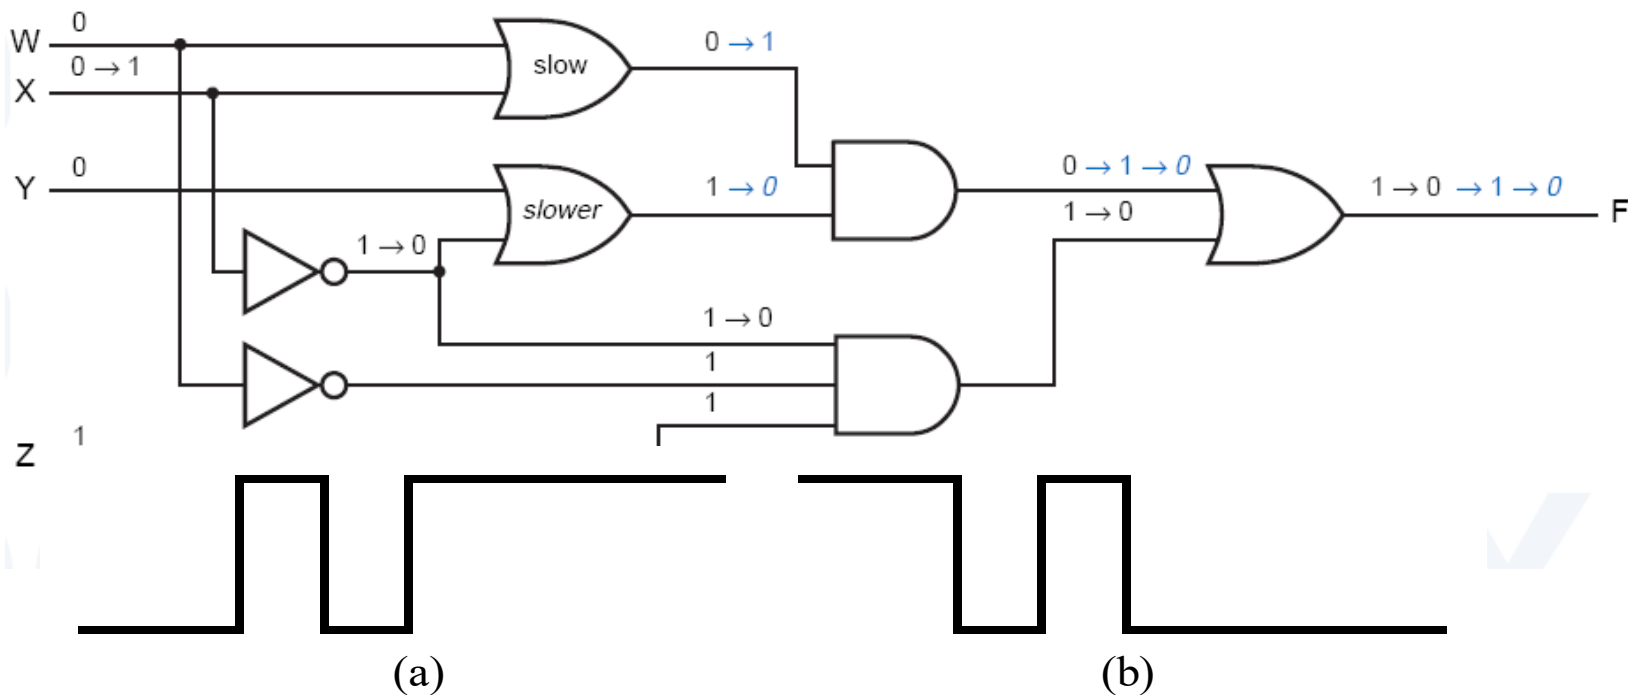 W 0
0 → 1
X
slow
0 → 1
Y 0
slower
1 → 0
0 → 1 → 0
1 → 0
1 → 0 → 1 → 0
F
1 → 0
1 → 0
1
1
Z 1
(a)
(b)